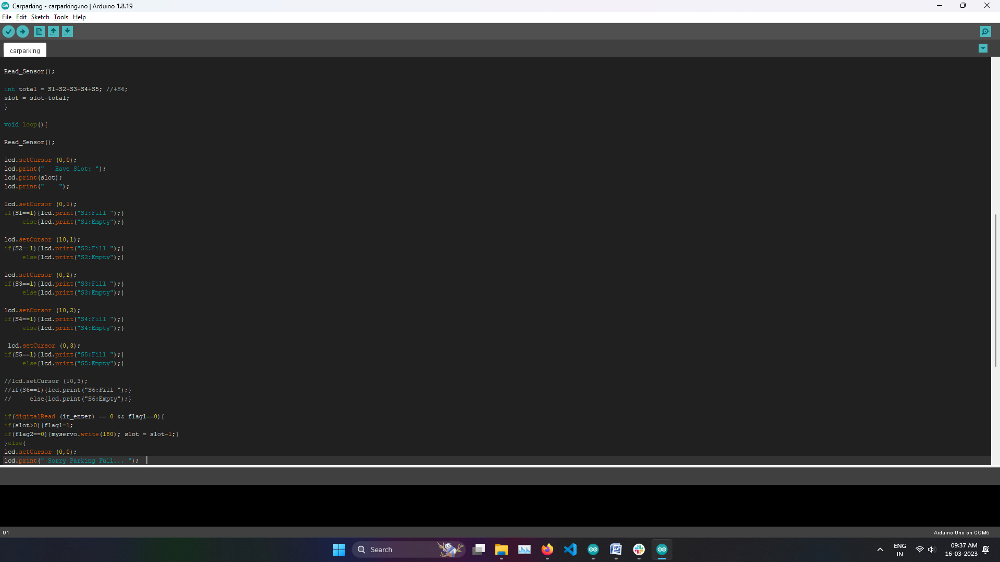 Carparking - carparking.ino | Arduino 1.8.19
File Edit Sketch Tools Help
carparking
Read_Sensor();
int total = S1+S2+S3+S4+S5; //+S6;
slot = slot-total;
}
void loop(){
Read_Sensor();
lcd.setCursor (0,0);
lcd.print("   Have Slot: ");
lcd.print(slot);
lcd.print("    ");
lcd.setCursor (0,1);
if(S1==1){lcd.print("S1:Fill ");}
     else{lcd.print("S1:Empty");}
lcd.setCursor (10,1);
if(S2==1){lcd.print("S2:Fill ");}
     else{lcd.print("S2:Empty");}
lcd.setCursor (0,2);
if(S3==1){lcd.print("S3:Fill ");}
     else{lcd.print("S3:Empty");}
lcd.setCursor (10,2);
if(S4==1){lcd.print("S4:Fill ");}
     else{lcd.print("S4:Empty");}
 lcd.setCursor (0,3);
if(S5==1){lcd.print("S5:Fill ");}
     else{lcd.print("S5:Empty");}
//lcd.setCursor (10,3);
//if(S6==1){lcd.print("S6:Fill ");}
//     else{lcd.print("S6:Empty");}
if(digitalRead (ir_enter) == 0 && flag1==0){
if(slot>0){flag1=1;
if(flag2==0){myservo.write(180); slot = slot-1;}
}else{
lcd.setCursor (0,0);
lcd.print(" Sorry Parking Full... ");
91
Arduino Uno on COM5
Search
ENG
IN
09:37 AM
16-03-2023